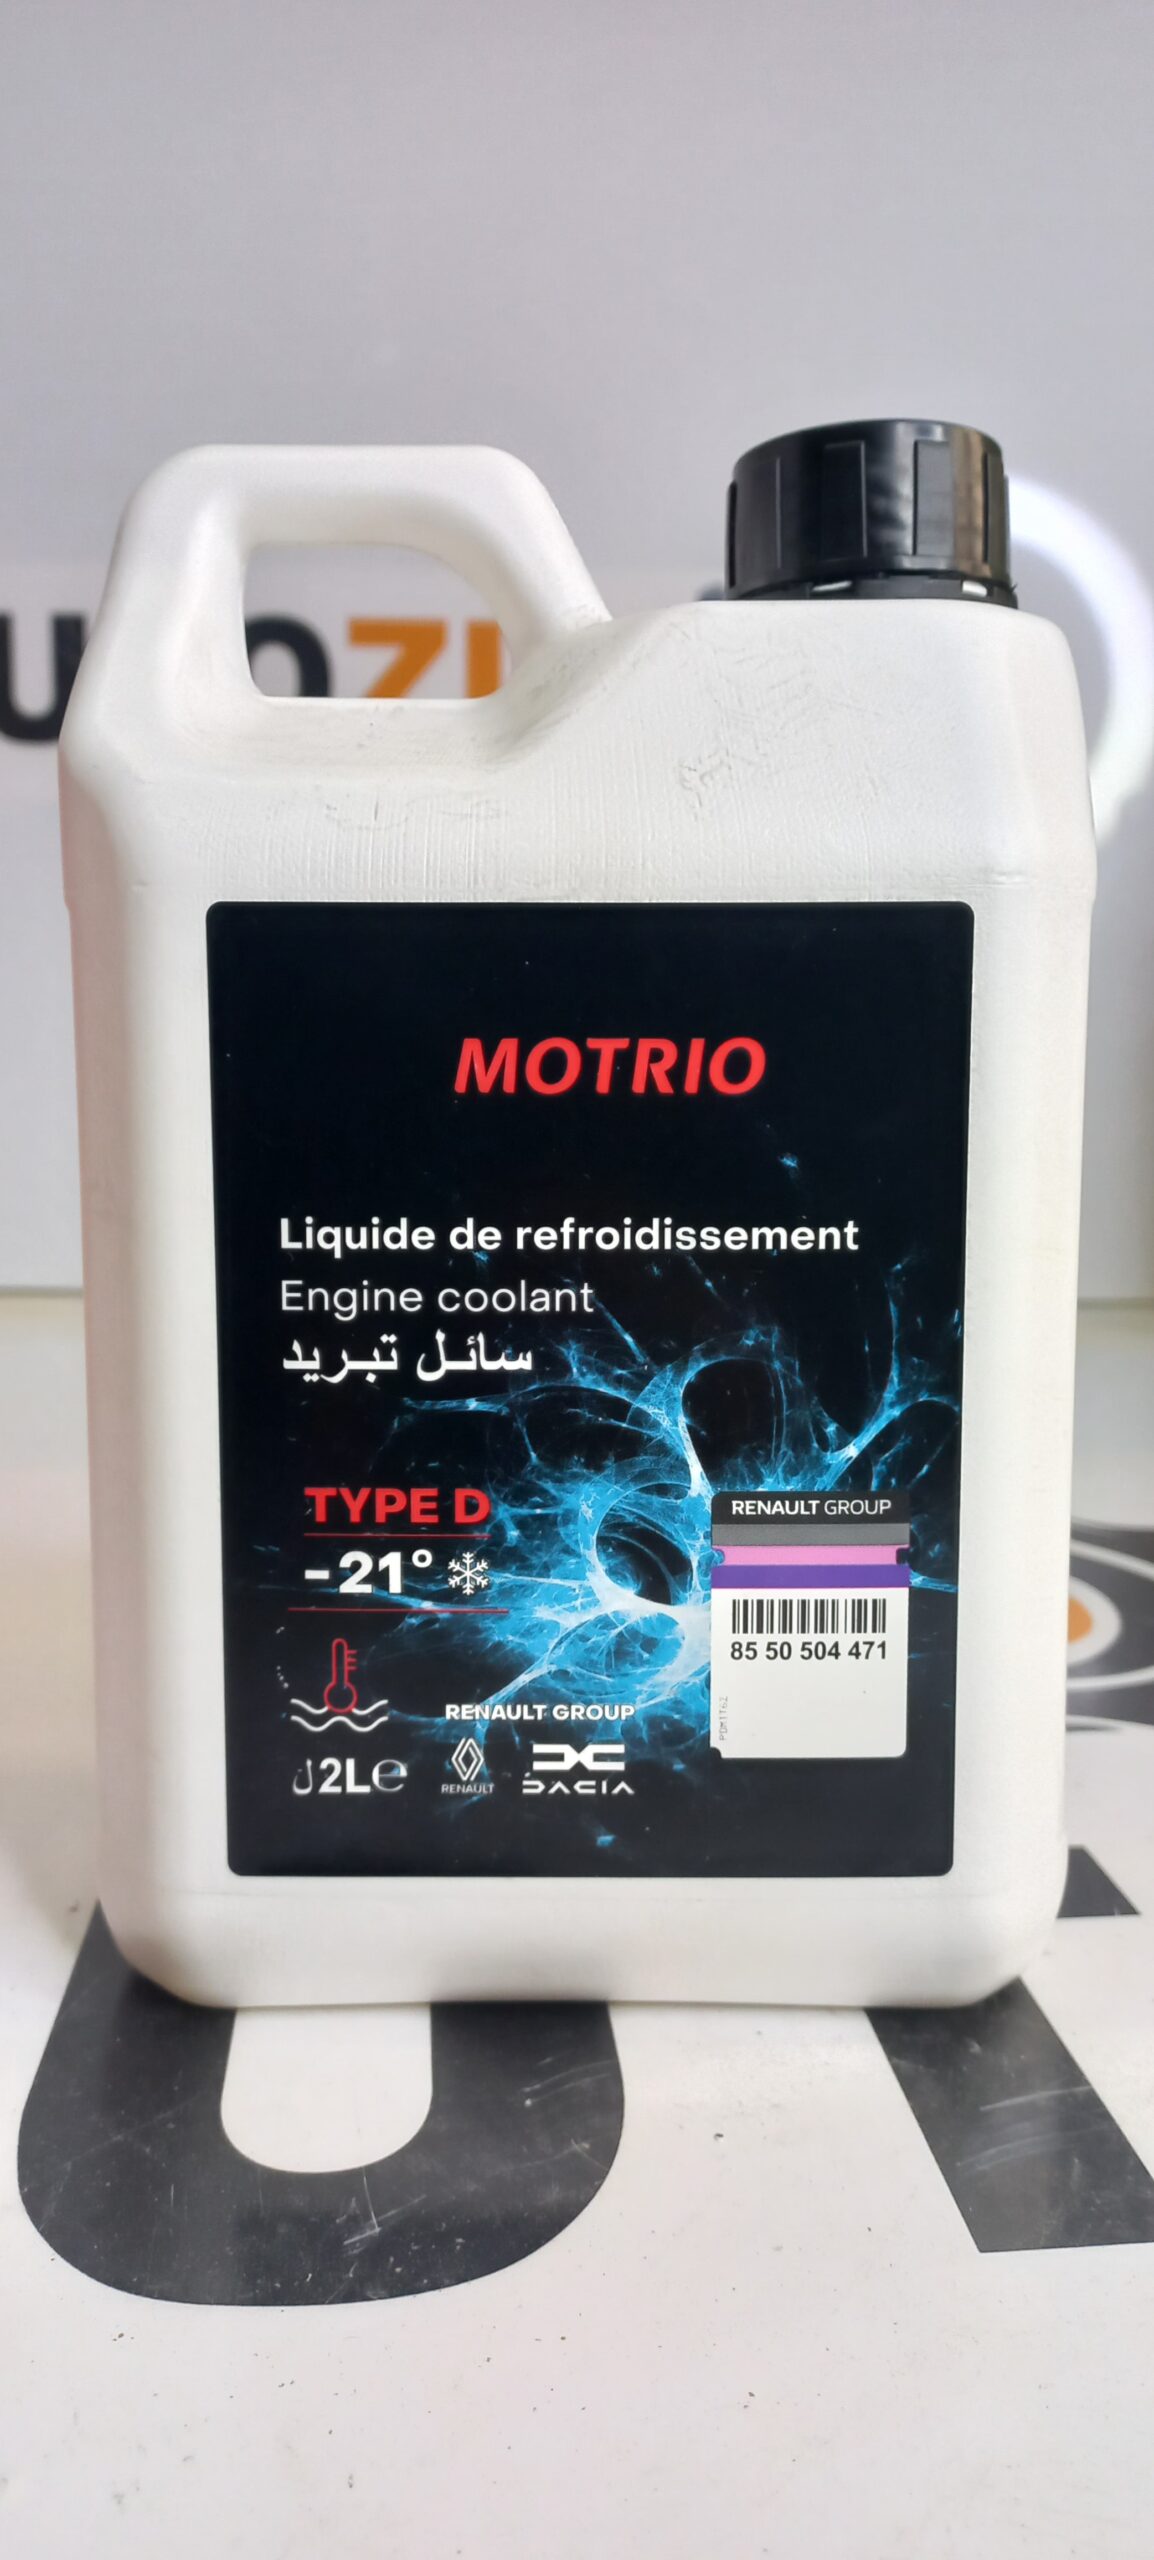 MOTRIO
Liquide de refroidissement
Engine coolant
سائل تبريد
TYPE D
-21°
RENAULT GROUP
85 50 504 471
PDM1T62
RENAULT GROUP
ل 2L℮
RENAULT
DACIA